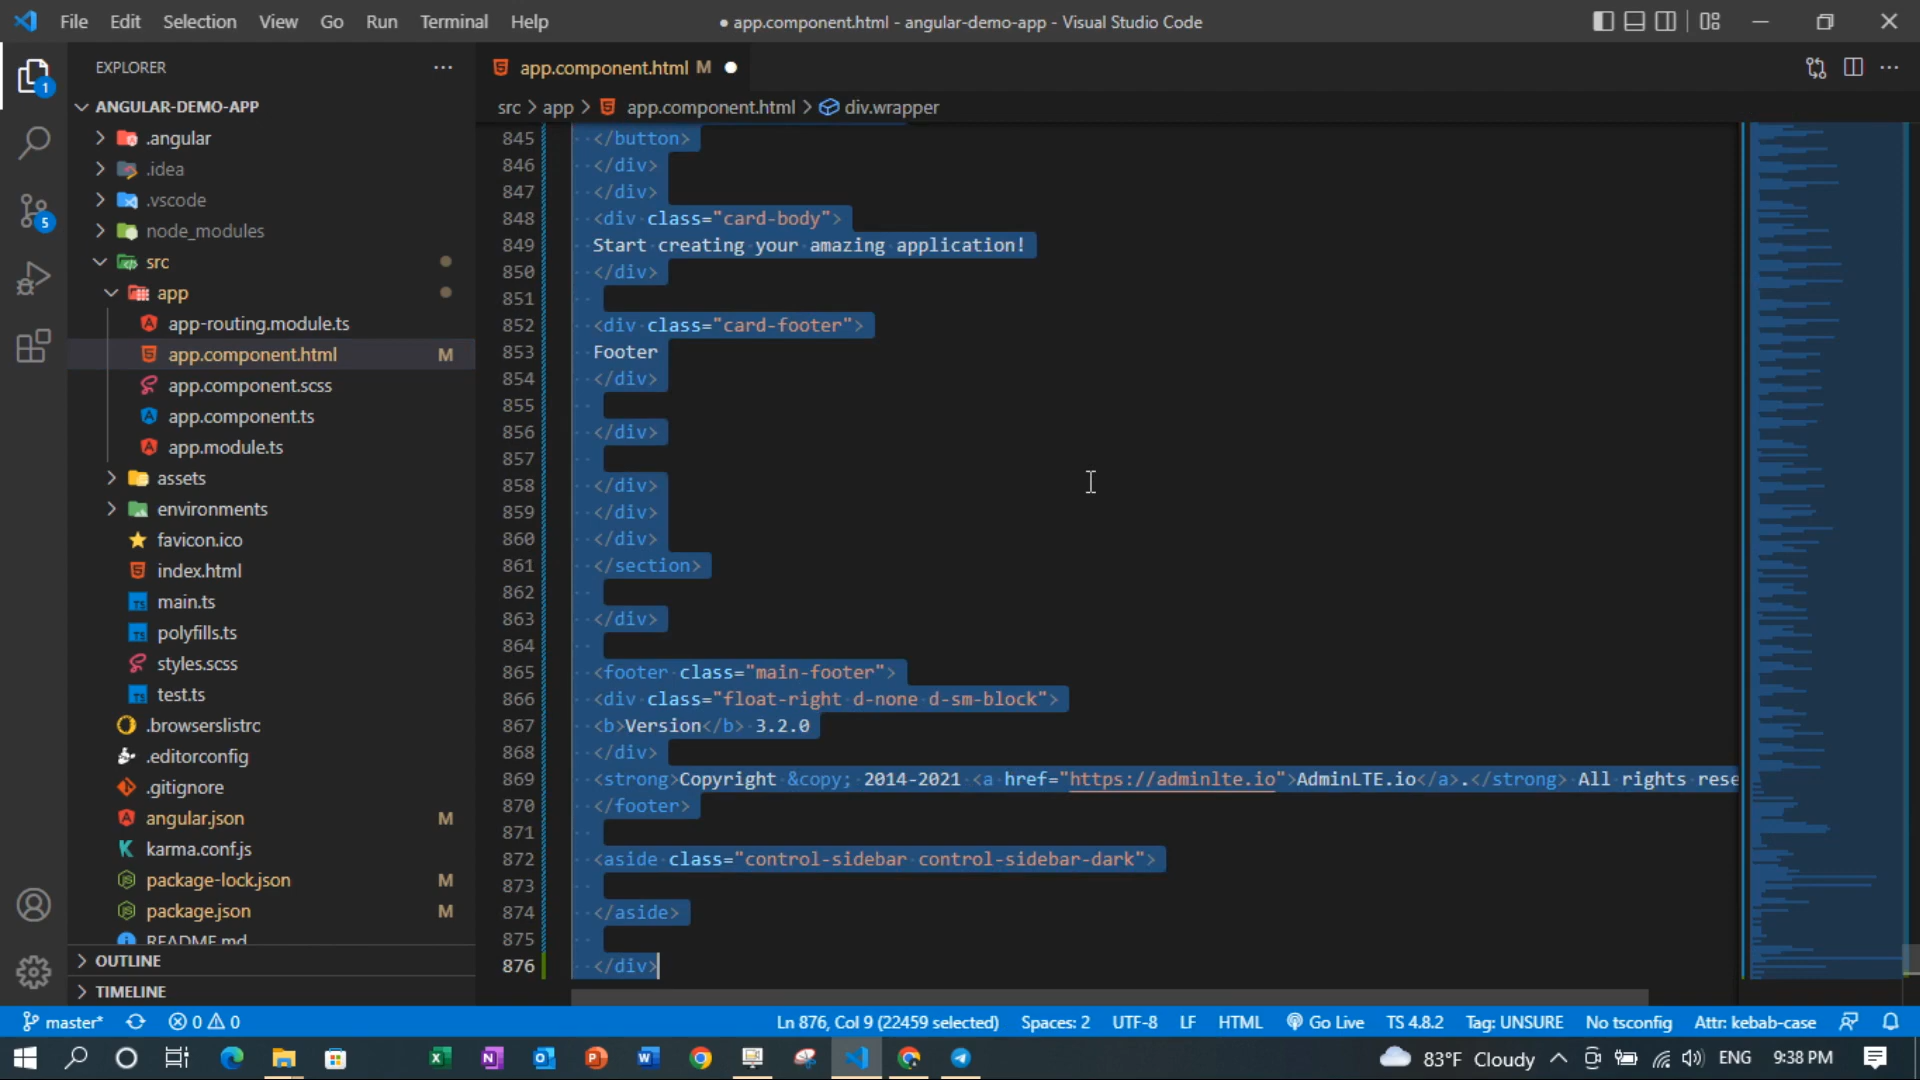 File Edit Selection View Go Run Terminal Help
● app.component.html - angular-demo-app - Visual Studio Code
EXPLORER
ANGULAR-DEMO-APP
.angular
.idea
.vscode
node_modules
src
app
app-routing.module.ts
app.component.html M
app.component.scss
app.component.ts
app.module.ts
assets
environments
favicon.ico
index.html
main.ts
polyfills.ts
styles.scss
test.ts
.browserslistrc
.editorconfig
.gitignore
angular.json M
karma.conf.js
package-lock.json M
package.json M
README.md
OUTLINE
TIMELINE
1
5
app.component.html M
src > app > app.component.html > div.wrapper
845 </button>
846 </div>
847 </div>
848 <div class="card-body">
849 Start creating your amazing application!
850 </div>
851
852 <div class="card-footer">
853 Footer
854 </div>
855
856 </div>
857
858 </div>
859 </div>
860 </div>
861 </section>
862
863 </div>
864
865 <footer class="main-footer">
866 <div class="float-right d-none d-sm-block">
867 <b>Version</b> 3.2.0
868 </div>
869 <strong>Copyright &copy; 2014-2021 <a href="https://adminlte.io">AdminLTE.io</a>.</strong> All rights rese
870 </footer>
871
872 <aside class="control-sidebar control-sidebar-dark">
873
874 </aside>
875
876 </div>
master* 0 0 Ln 876, Col 9 (22459 selected) Spaces: 2 UTF-8 LF HTML Go Live TS 4.8.2 Tag: UNSURE No tsconfig Attr: kebab-case
83°F Cloudy ENG 9:38 PM